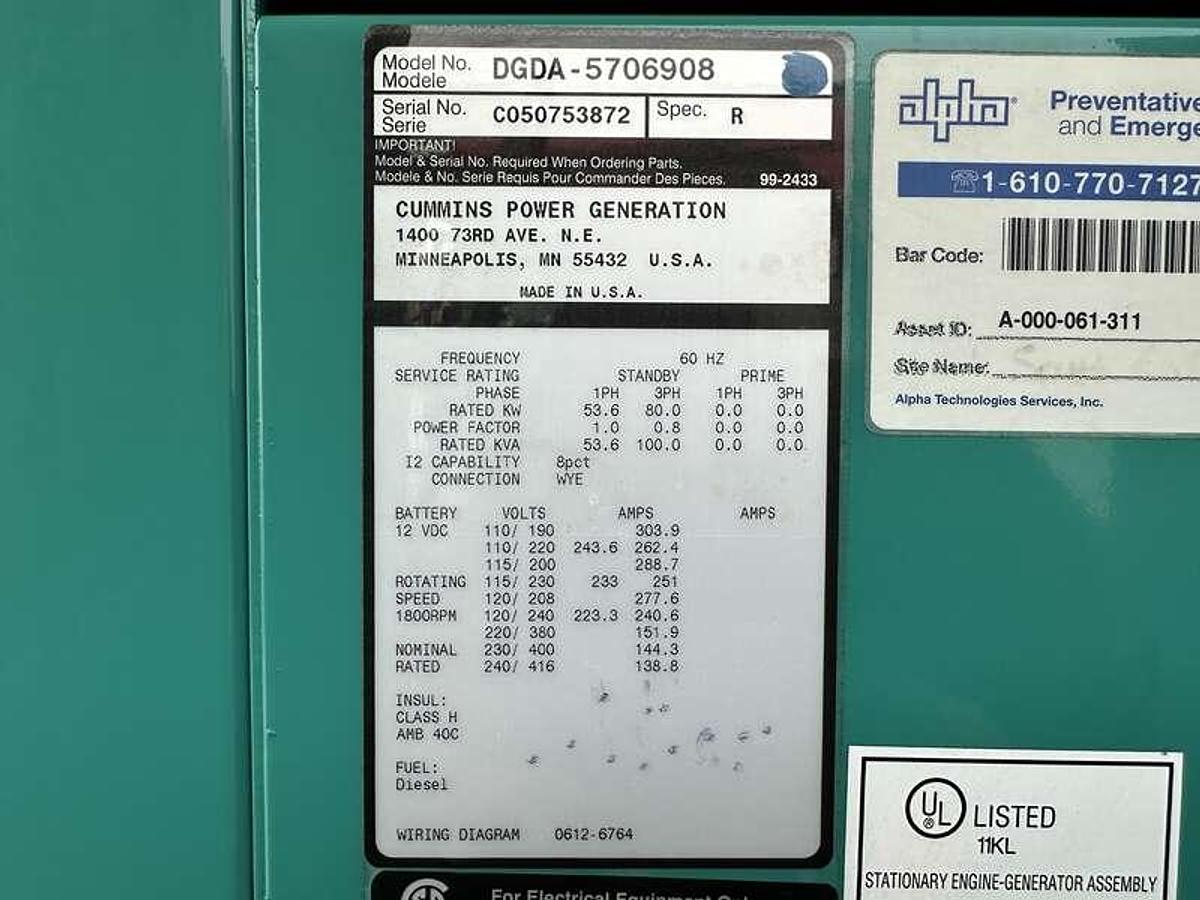 Model No. DGDA-5706908
Modele
Serial No. C050753872 Spec. R
Serie
IMPORTANT!
Model & Serial No. Required When Ordering Parts.
Modele & No. Serie Requis Pour Commander Des Pieces. 99-2433
CUMMINS POWER GENERATION
1400 73RD AVE. N.E.
MINNEAPOLIS, MN 55432 U.S.A.
MADE IN U.S.A.
FREQUENCY 60 HZ
SERVICE RATING STANDBY PRIME
PHASE 1PH 3PH 1PH 3PH
RATED KW 53.6 80.0 0.0 0.0
POWER FACTOR 1.0 0.8 0.0 0.0
RATED KVA 53.6 100.0 0.0 0.0
I2 CAPABILITY 8pct
CONNECTION WYE
BATTERY VOLTS AMPS AMPS
12 VDC 110/ 190 303.9
110/ 220 243.6 262.4
115/ 200 288.7
ROTATING 115/ 230 233 251
SPEED 120/ 208 277.6
1800RPM 120/ 240 223.3 240.6
220/ 380 151.9
NOMINAL 230/ 400 144.3
RATED 240/ 416 138.8
INSUL:
CLASS H
AMB 40C
FUEL:
Diesel
WIRING DIAGRAM 0612-6764
For Electrical Equipment
alpha® Preventative
and Emerge
1-610-770-7127
Bar Code:
Asset ID: A-000-061-311
Site Name:
Alpha Technologies Services, Inc.
UL® LISTED
11KL
STATIONARY ENGINE-GENERATOR ASSEMBLY